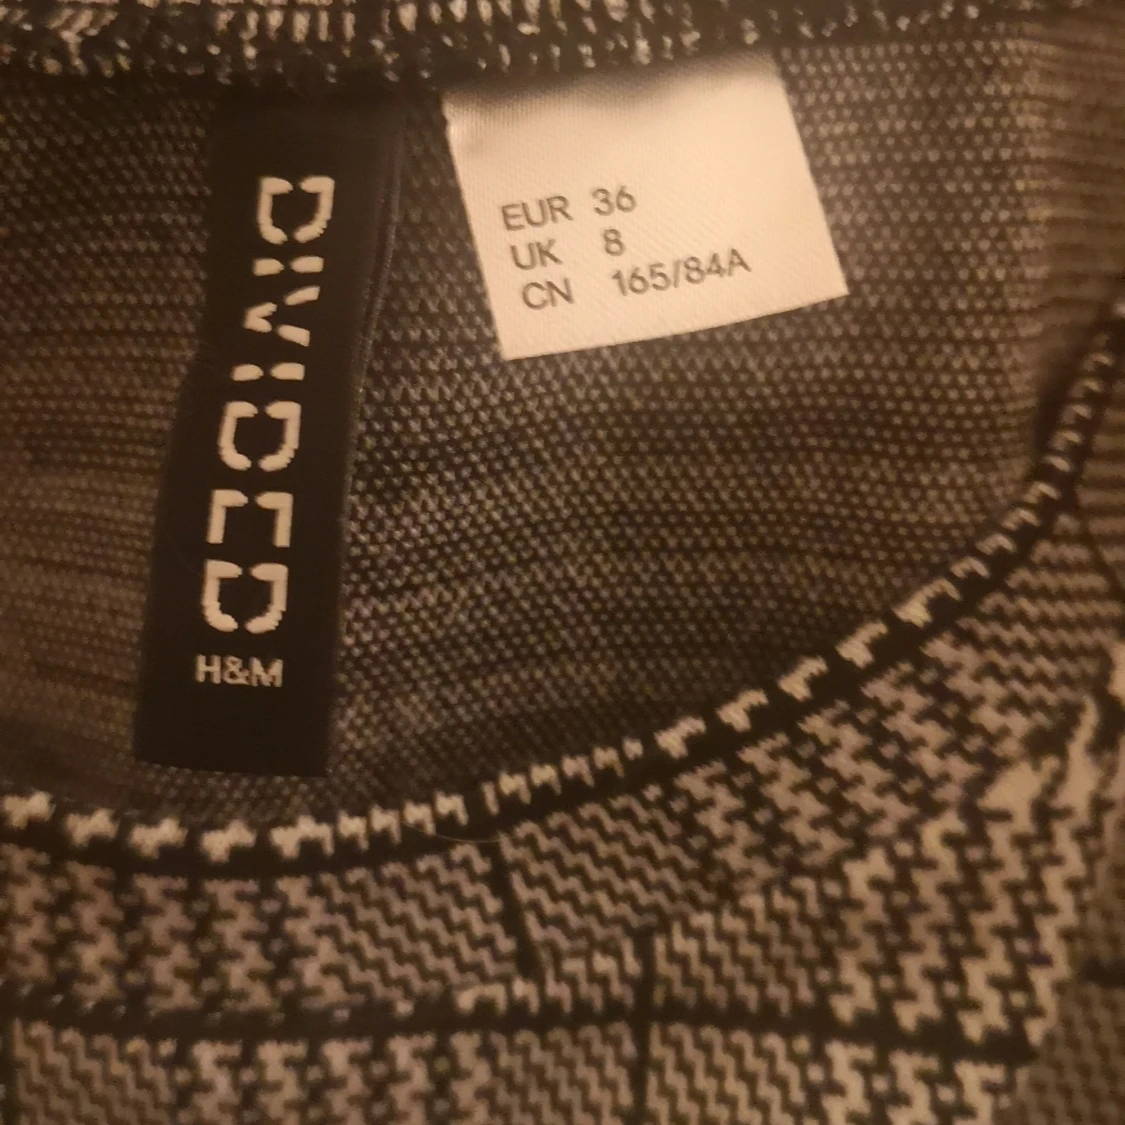 DIVIDED
H&M
EUR 36
UK 8
CN 165/84A